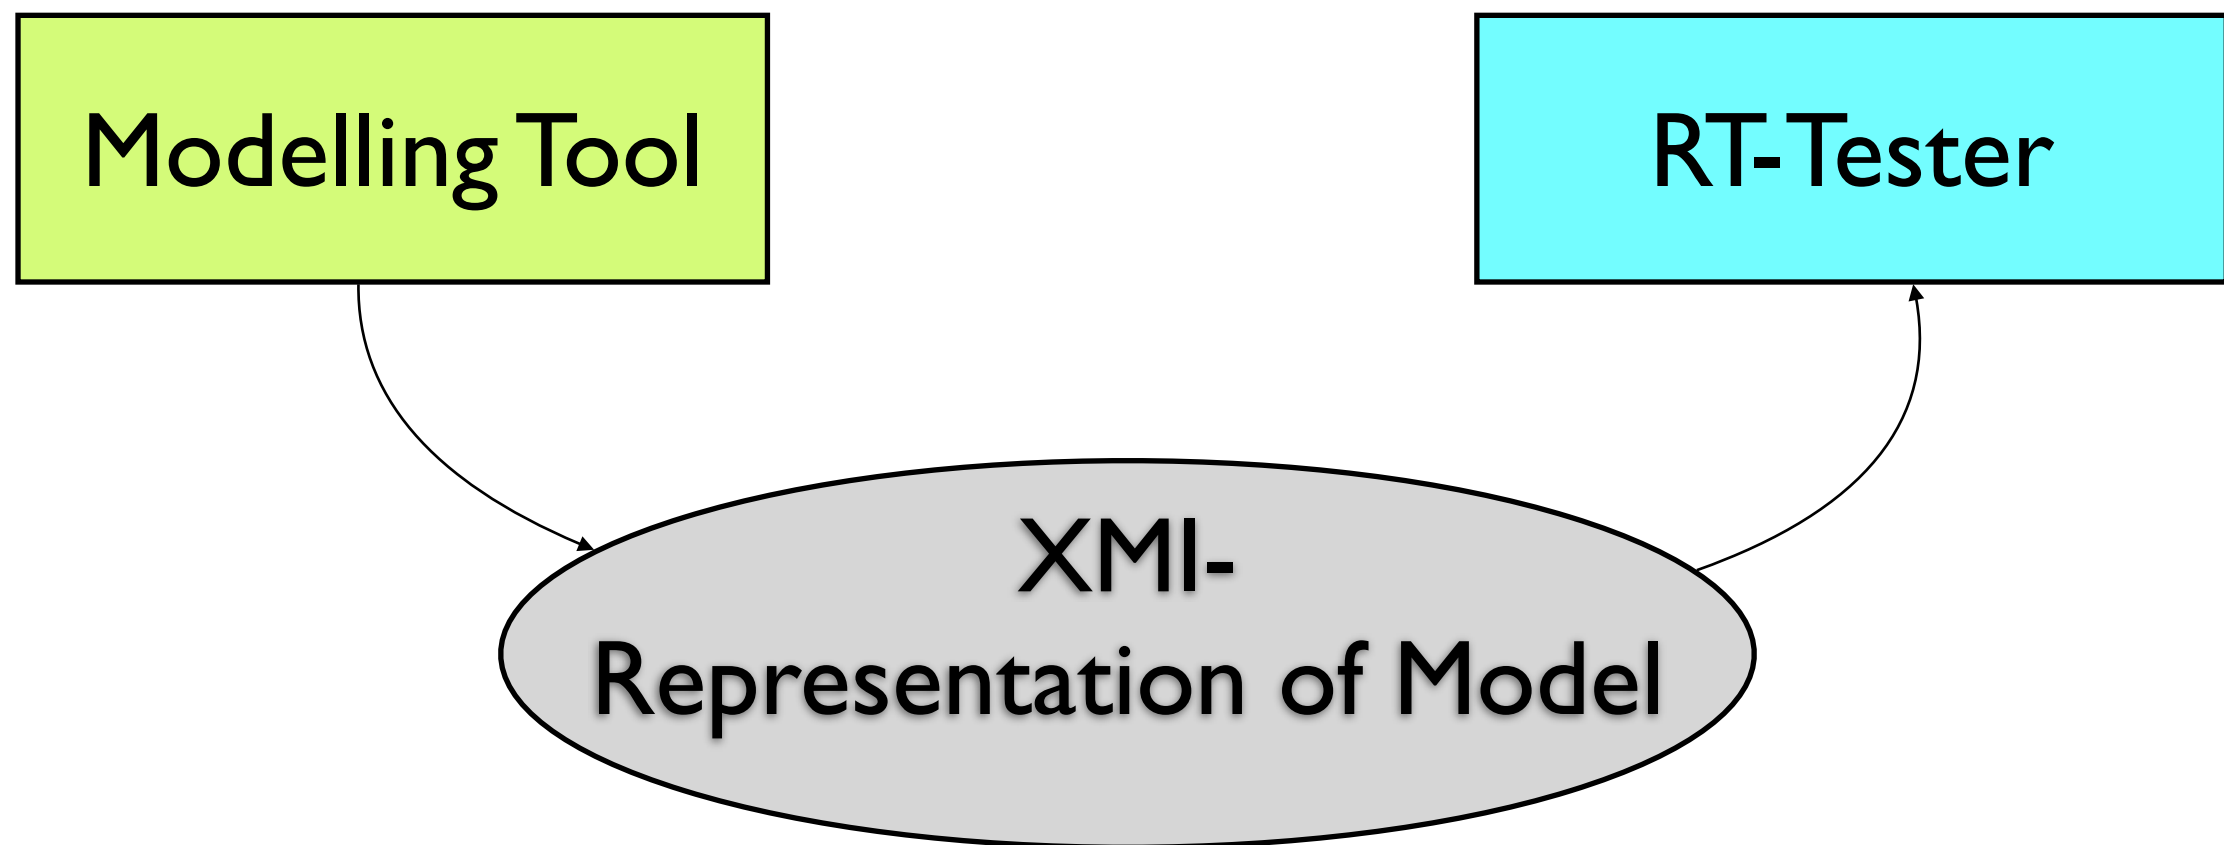 Modelling Tool
RT-Tester
XMI-
Representation of Model